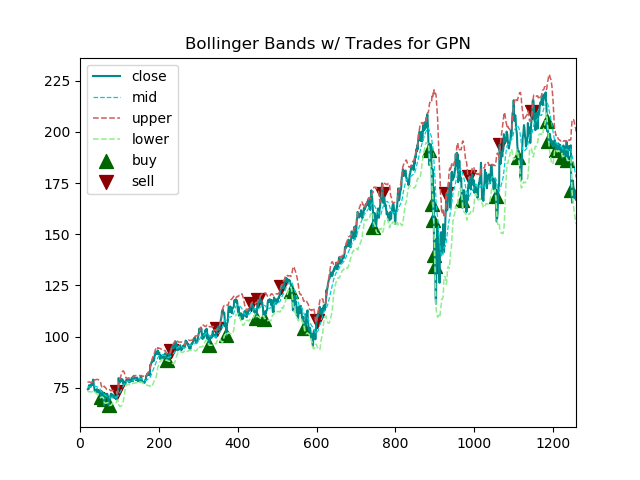 Bollinger Bands w/ Trades for GPN
close
mid
upper
lower
buy
sell
225
200
175
150
125
100
75
0 200 400 600 800 1000 1200